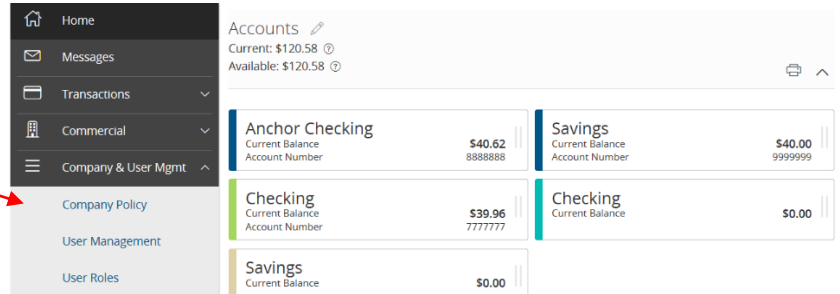 Home
Messages
Transactions
Commercial
Company & User Mgmt
Company Policy
User Management
User Roles
Accounts
Current: $120.58 ?
Available: $120.58 ?
Anchor Checking
Current Balance $40.62
Account Number 8888888
Savings
Current Balance $40.00
Account Number 9999999
Checking
Current Balance $39.96
Account Number 7777777
Checking
Current Balance $0.00
Savings
Current Balance $0.00